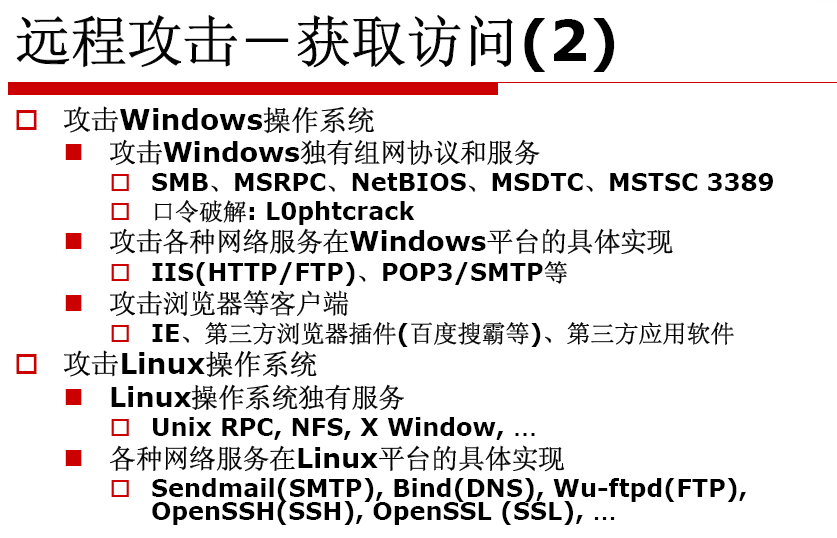 远程攻击－获取访问(2)
攻击Windows操作系统
攻击Windows独有组网协议和服务
SMB、MSRPC、NetBIOS、MSDTC、MSTSC 3389
口令破解: L0phtcrack
攻击各种网络服务在Windows平台的具体实现
IIS(HTTP/FTP)、POP3/SMTP等
攻击浏览器等客户端
IE、第三方浏览器插件(百度搜霸等)、第三方应用软件
攻击Linux操作系统
Linux操作系统独有服务
Unix RPC, NFS, X Window, …
各种网络服务在Linux平台的具体实现
Sendmail(SMTP), Bind(DNS), Wu-ftpd(FTP),
OpenSSH(SSH), OpenSSL (SSL), …